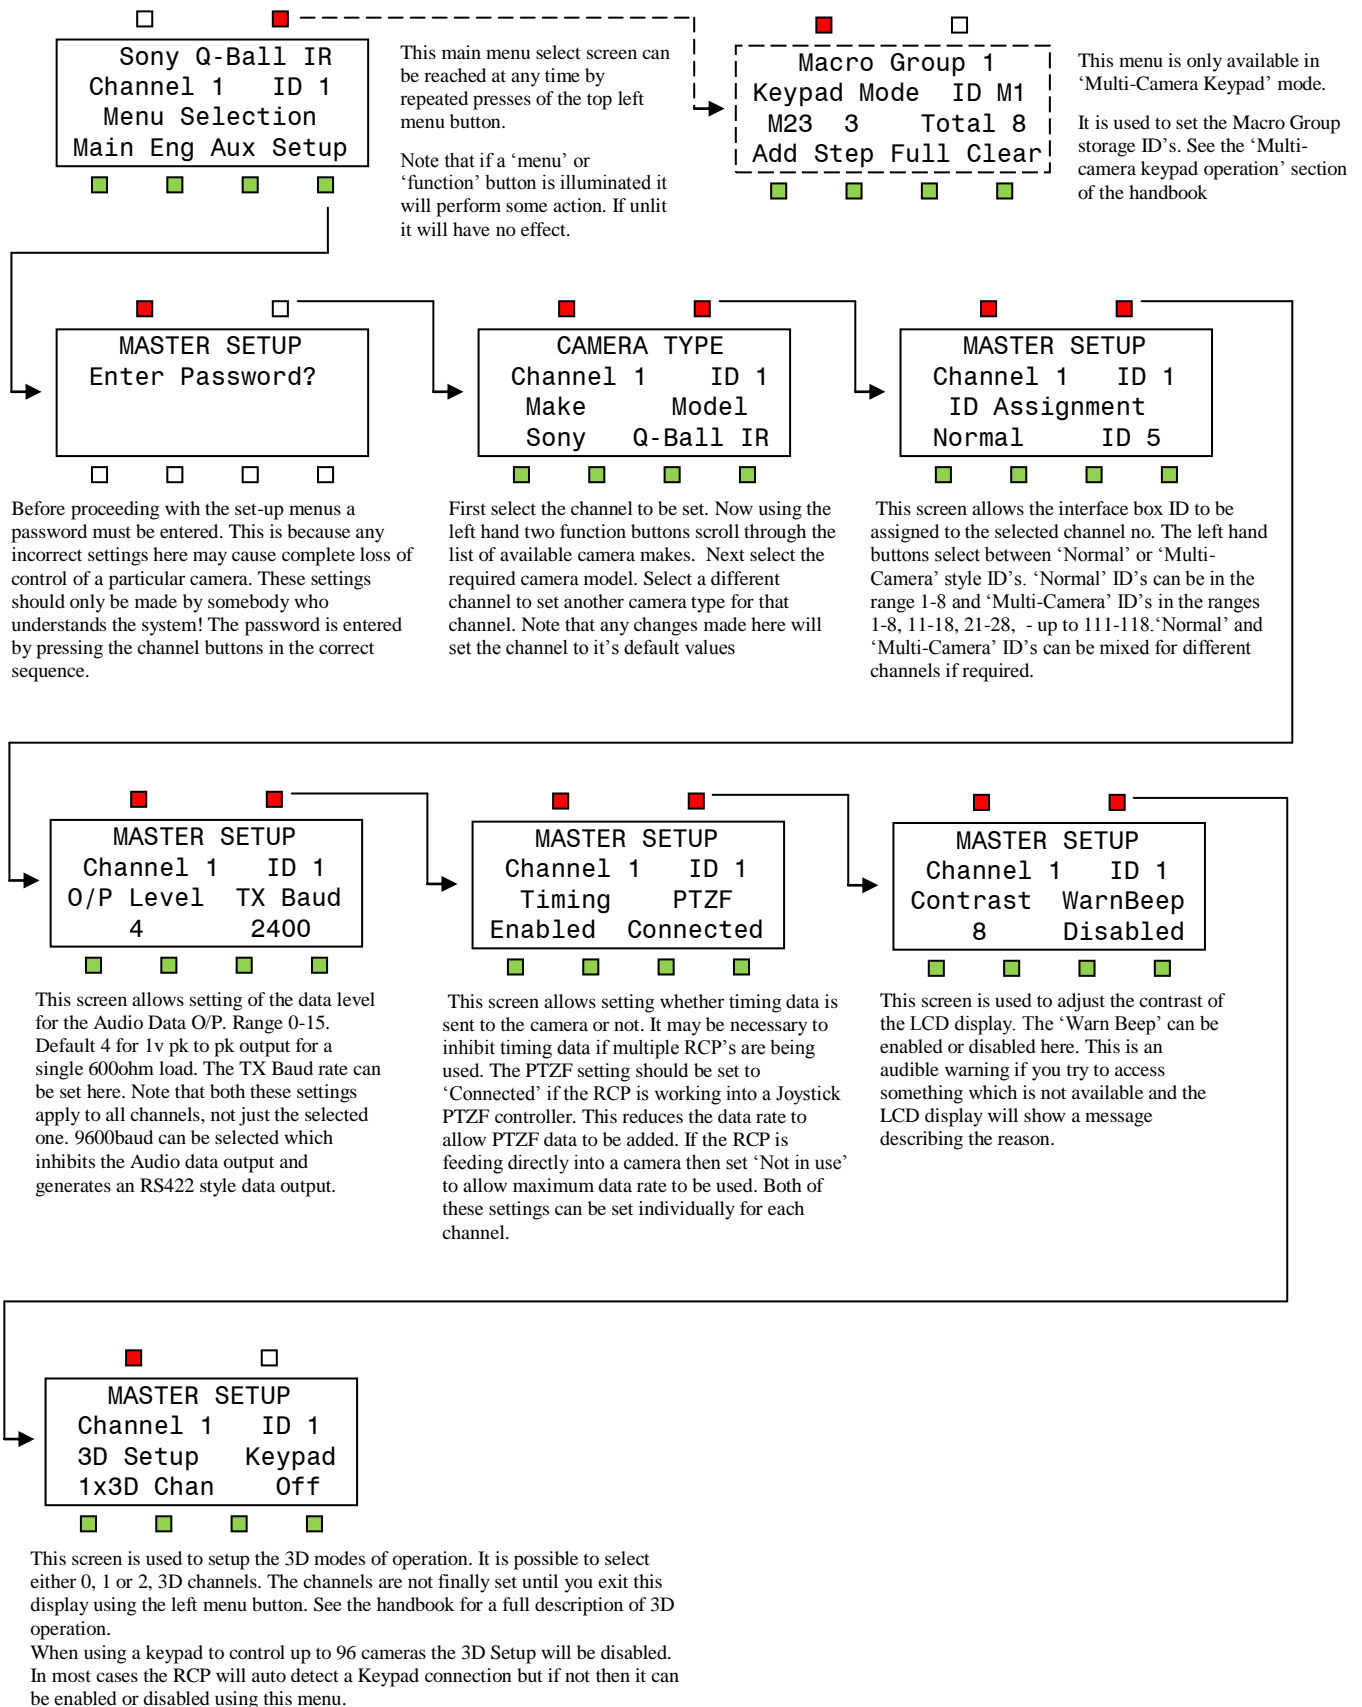 Sony Q-Ball IR
Channel 1 ID 1
Menu Selection
Main Eng Aux Setup
This main menu select screen can
be reached at any time by
repeated presses of the top left
menu button.
Note that if a ‘menu’ or
‘function’ button is illuminated it
will perform some action. If unlit
it will have no effect.
Macro Group 1
Keypad Mode ID M1
M23 3 Total 8
Add Step Full Clear
This menu is only available in
‘Multi-Camera Keypad’ mode.
It is used to set the Macro Group
storage ID’s. See the ‘Multi-
camera keypad operation’ section
of the handbook
MASTER SETUP
Enter Password?
Before proceeding with the set-up menus a
password must be entered. This is because any
incorrect settings here may cause complete loss of
control of a particular camera. These settings
should only be made by somebody who
understands the system! The password is entered
by pressing the channel buttons in the correct
sequence.
CAMERA TYPE
Channel 1 ID 1
Make Model
Sony Q-Ball IR
First select the channel to be set. Now using the
left hand two function buttons scroll through the
list of available camera makes. Next select the
required camera model. Select a different
channel to set another camera type for that
channel. Note that any changes made here will
set the channel to it’s default values
MASTER SETUP
Channel 1 ID 1
ID Assignment
Normal ID 5
This screen allows the interface box ID to be
assigned to the selected channel no. The left hand
buttons select between ‘Normal’ or ‘Multi-
Camera’ style ID’s. ‘Normal’ ID’s can be in the
range 1-8 and ‘Multi-Camera’ ID’s in the ranges
1-8, 11-18, 21-28, - up to 111-118.‘Normal’ and
‘Multi-Camera’ ID’s can be mixed for different
channels if required.
MASTER SETUP
Channel 1 ID 1
O/P Level TX Baud
4 2400
This screen allows setting of the data level
for the Audio Data O/P. Range 0-15.
Default 4 for 1v pk to pk output for a
single 600ohm load. The TX Baud rate can
be set here. Note that both these settings
apply to all channels, not just the selected
one. 9600baud can be selected which
inhibits the Audio data output and
generates an RS422 style data output.
MASTER SETUP
Channel 1 ID 1
Timing PTZF
Enabled Connected
This screen allows setting whether timing data is
sent to the camera or not. It may be necessary to
inhibit timing data if multiple RCP’s are being
used. The PTZF setting should be set to
‘Connected’ if the RCP is working into a Joystick
PTZF controller. This reduces the data rate to
allow PTZF data to be added. If the RCP is
feeding directly into a camera then set ‘Not in use’
to allow maximum data rate to be used. Both of
these settings can be set individually for each
channel.
MASTER SETUP
Channel 1 ID 1
Contrast WarnBeep
8 Disabled
This screen is used to adjust the contrast of
the LCD display. The ‘Warn Beep’ can be
enabled or disabled here. This is an
audible warning if you try to access
something which is not available and the
LCD display will show a message
describing the reason.
MASTER SETUP
Channel 1 ID 1
3D Setup Keypad
1x3D Chan Off
This screen is used to setup the 3D modes of operation. It is possible to select
either 0, 1 or 2, 3D channels. The channels are not finally set until you exit this
display using the left menu button. See the handbook for a full description of 3D
operation.
When using a keypad to control up to 96 cameras the 3D Setup will be disabled.
In most cases the RCP will auto detect a Keypad connection but if not then it can
be enabled or disabled using this menu.